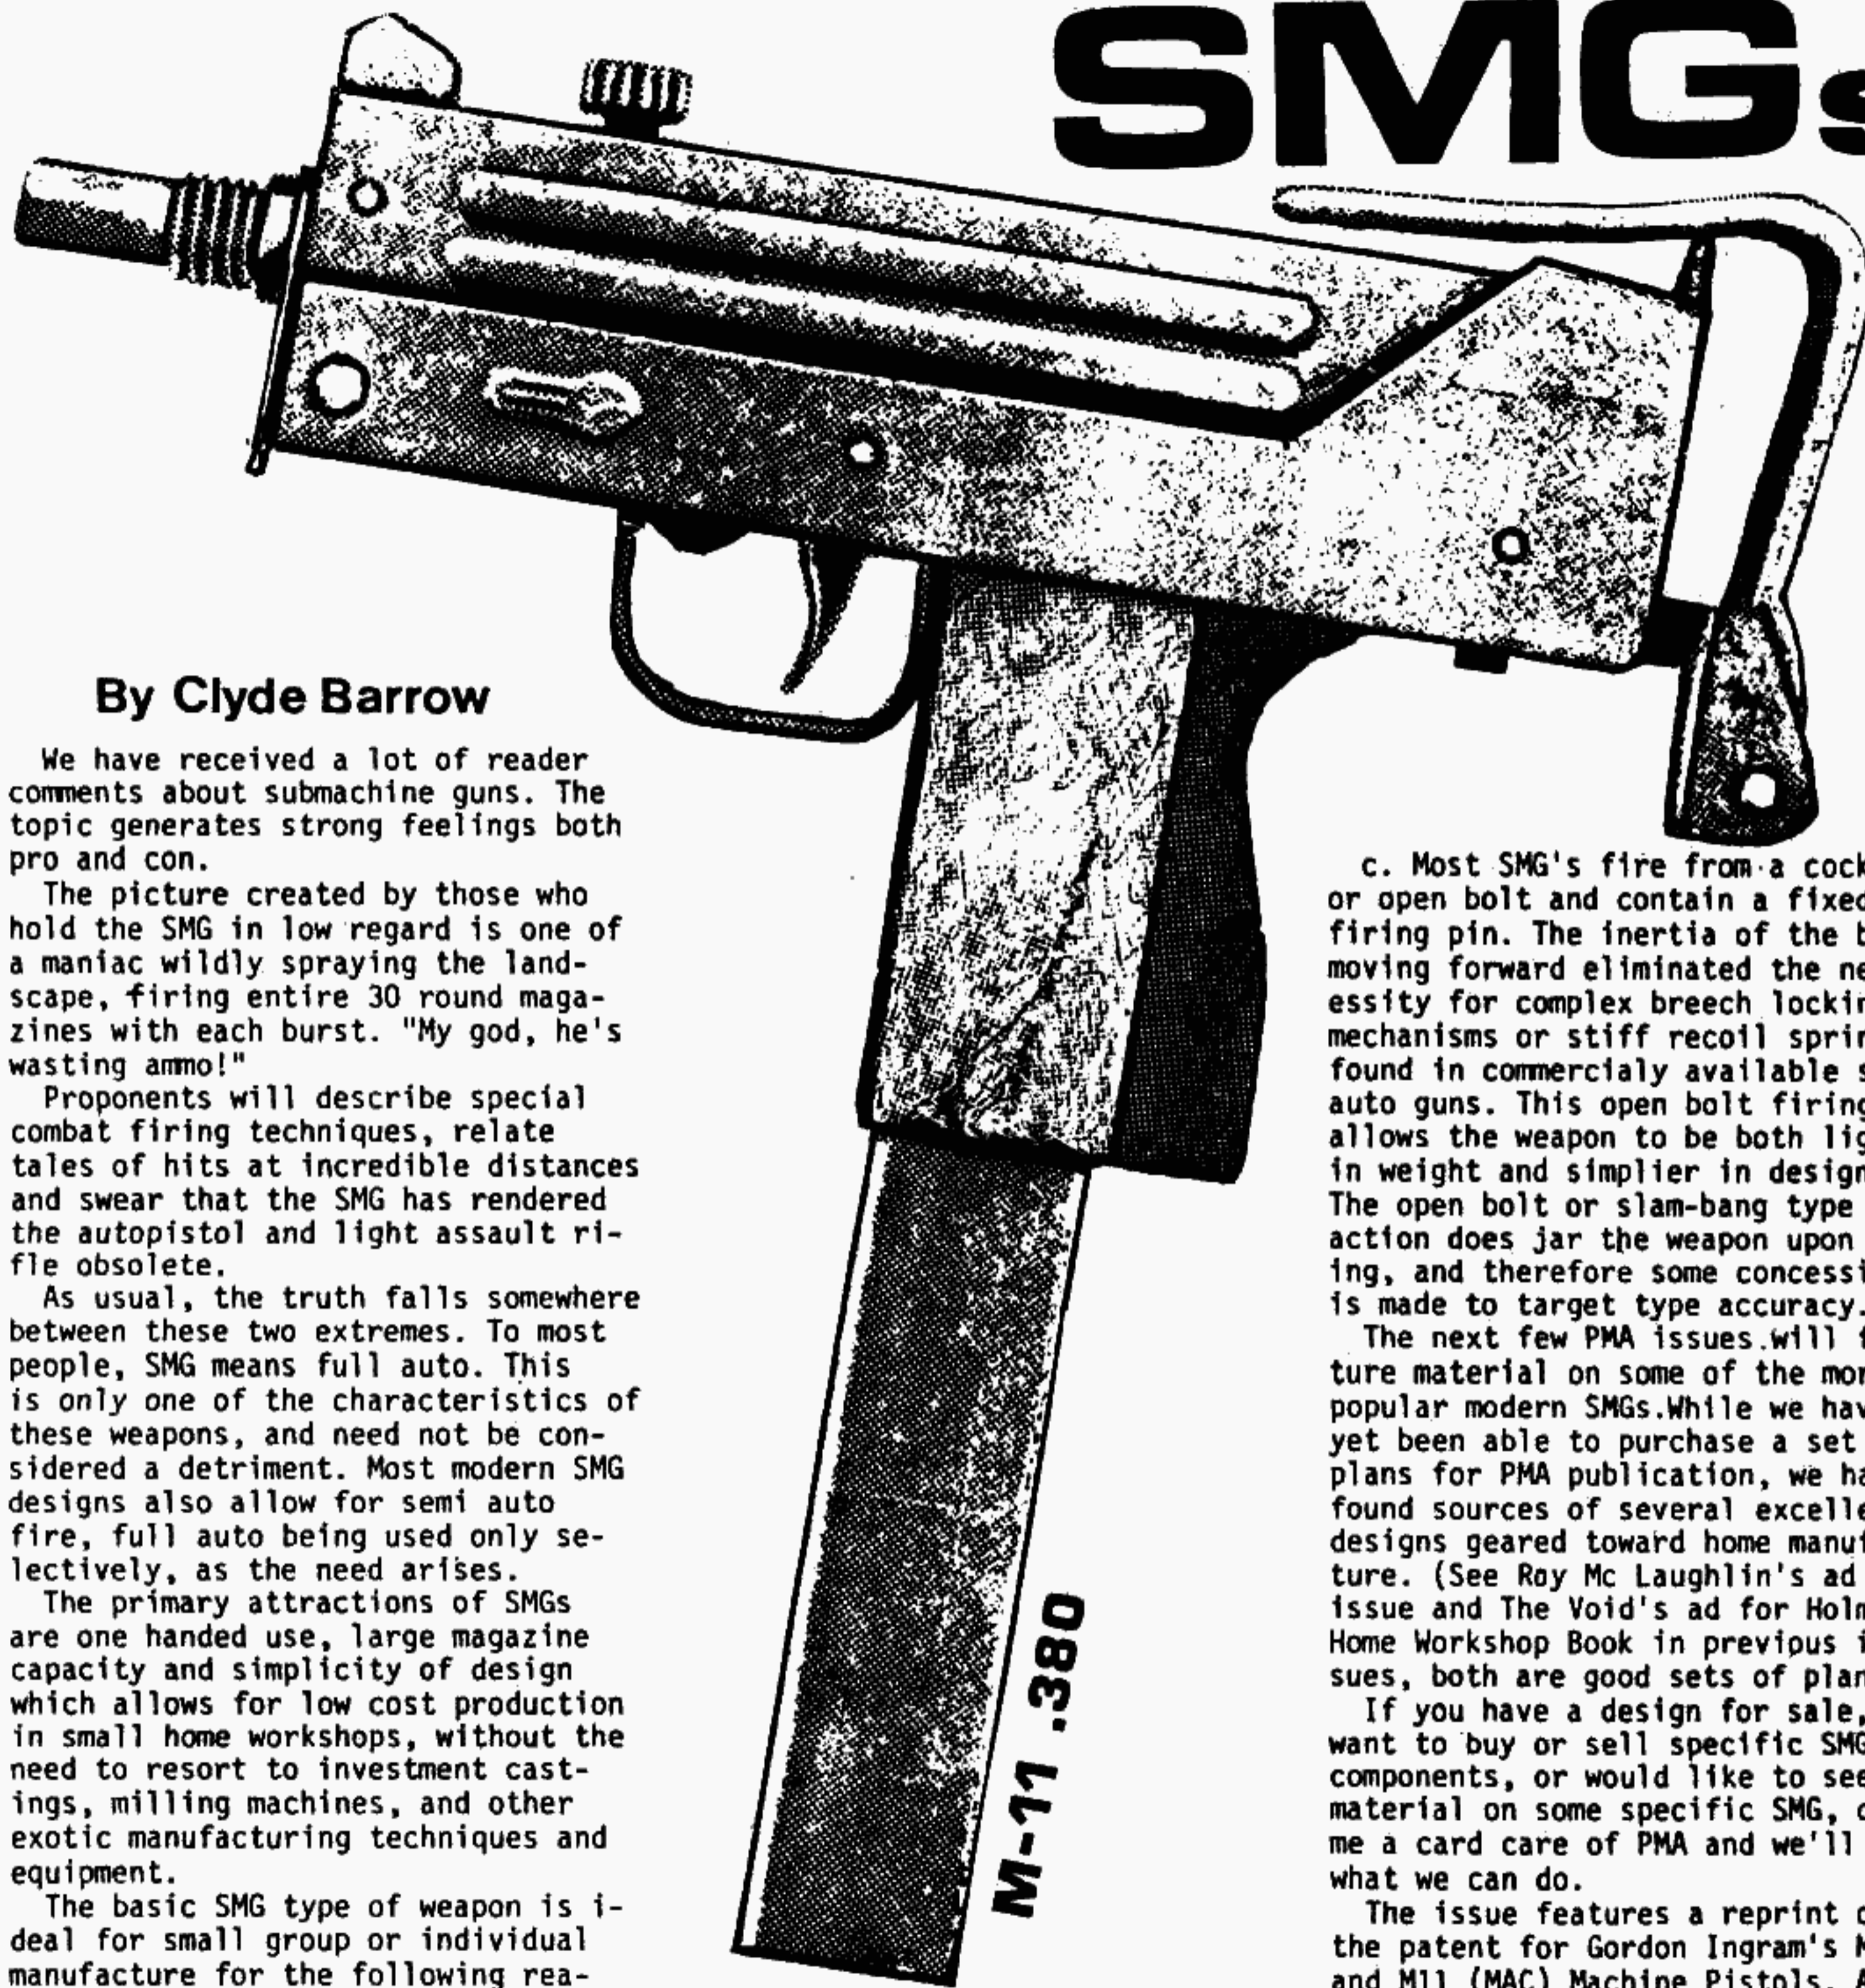 SMGs
By Clyde Barrow
We have received a lot of reader
comments about submachine guns. The
topic generates strong feelings both
pro and con.
The picture created by those who
hold the SMG in low regard is one of
a maniac wildly spraying the land-
scape, firing entire 30 round maga-
zines with each burst. "My god, he's
wasting ammo!"
Proponents will describe special
combat firing techniques, relate
tales of hits at incredible distances
and swear that the SMG has rendered
the autopistol and light assault ri-
fle obsolete.
As usual, the truth falls somewhere
between these two extremes. To most
people, SMG means full auto. This
is only one of the characteristics of
these weapons, and need not be con-
sidered a detriment. Most modern SMG
designs also allow for semi auto
fire, full auto being used only se-
lectively, as the need arises.
The primary attractions of SMGs
are one handed use, large magazine
capacity and simplicity of design
which allows for low cost production
in small home workshops, without the
need to resort to investment cast-
ings, milling machines, and other
exotic manufacturing techniques and
equipment.
The basic SMG type of weapon is i-
deal for small group or individual
manufacture for the following rea-
M-11 .380
c. Most SMG's fire from a cock
or open bolt and contain a fixed
firing pin. The inertia of the
moving forward eliminated the ne
essity for complex breech lockin
mechanisms or stiff recoil sprin
found in commercialy available
auto guns. This open bolt firing
allows the weapon to be both lig
in weight and simplier in design
The open bolt or slam-bang type
action does jar the weapon upon
ing, and therefore some concessi
is made to target type accuracy.
The next few PMA issues.will
ture material on some of the mor
popular modern SMGs.While we hav
yet been able to purchase a set
plans for PMA publication, we ha
found sources of several excelle
designs geared toward home manuf
ture. (See Ray Mc Laughlin's ad
issue and The Void's ad for Holm
Home Workshop Book in previous i
sues, both are good sets of plan
If you have a design for sale,
want to buy or sell specific SMG
components, or would like to see
material on some specific SMG,
me a card care of PMA and we'll
what we can do.
The issue features a reprint
the patent for Gordon Ingram's
and M11 (MAC) Machine Pistols.